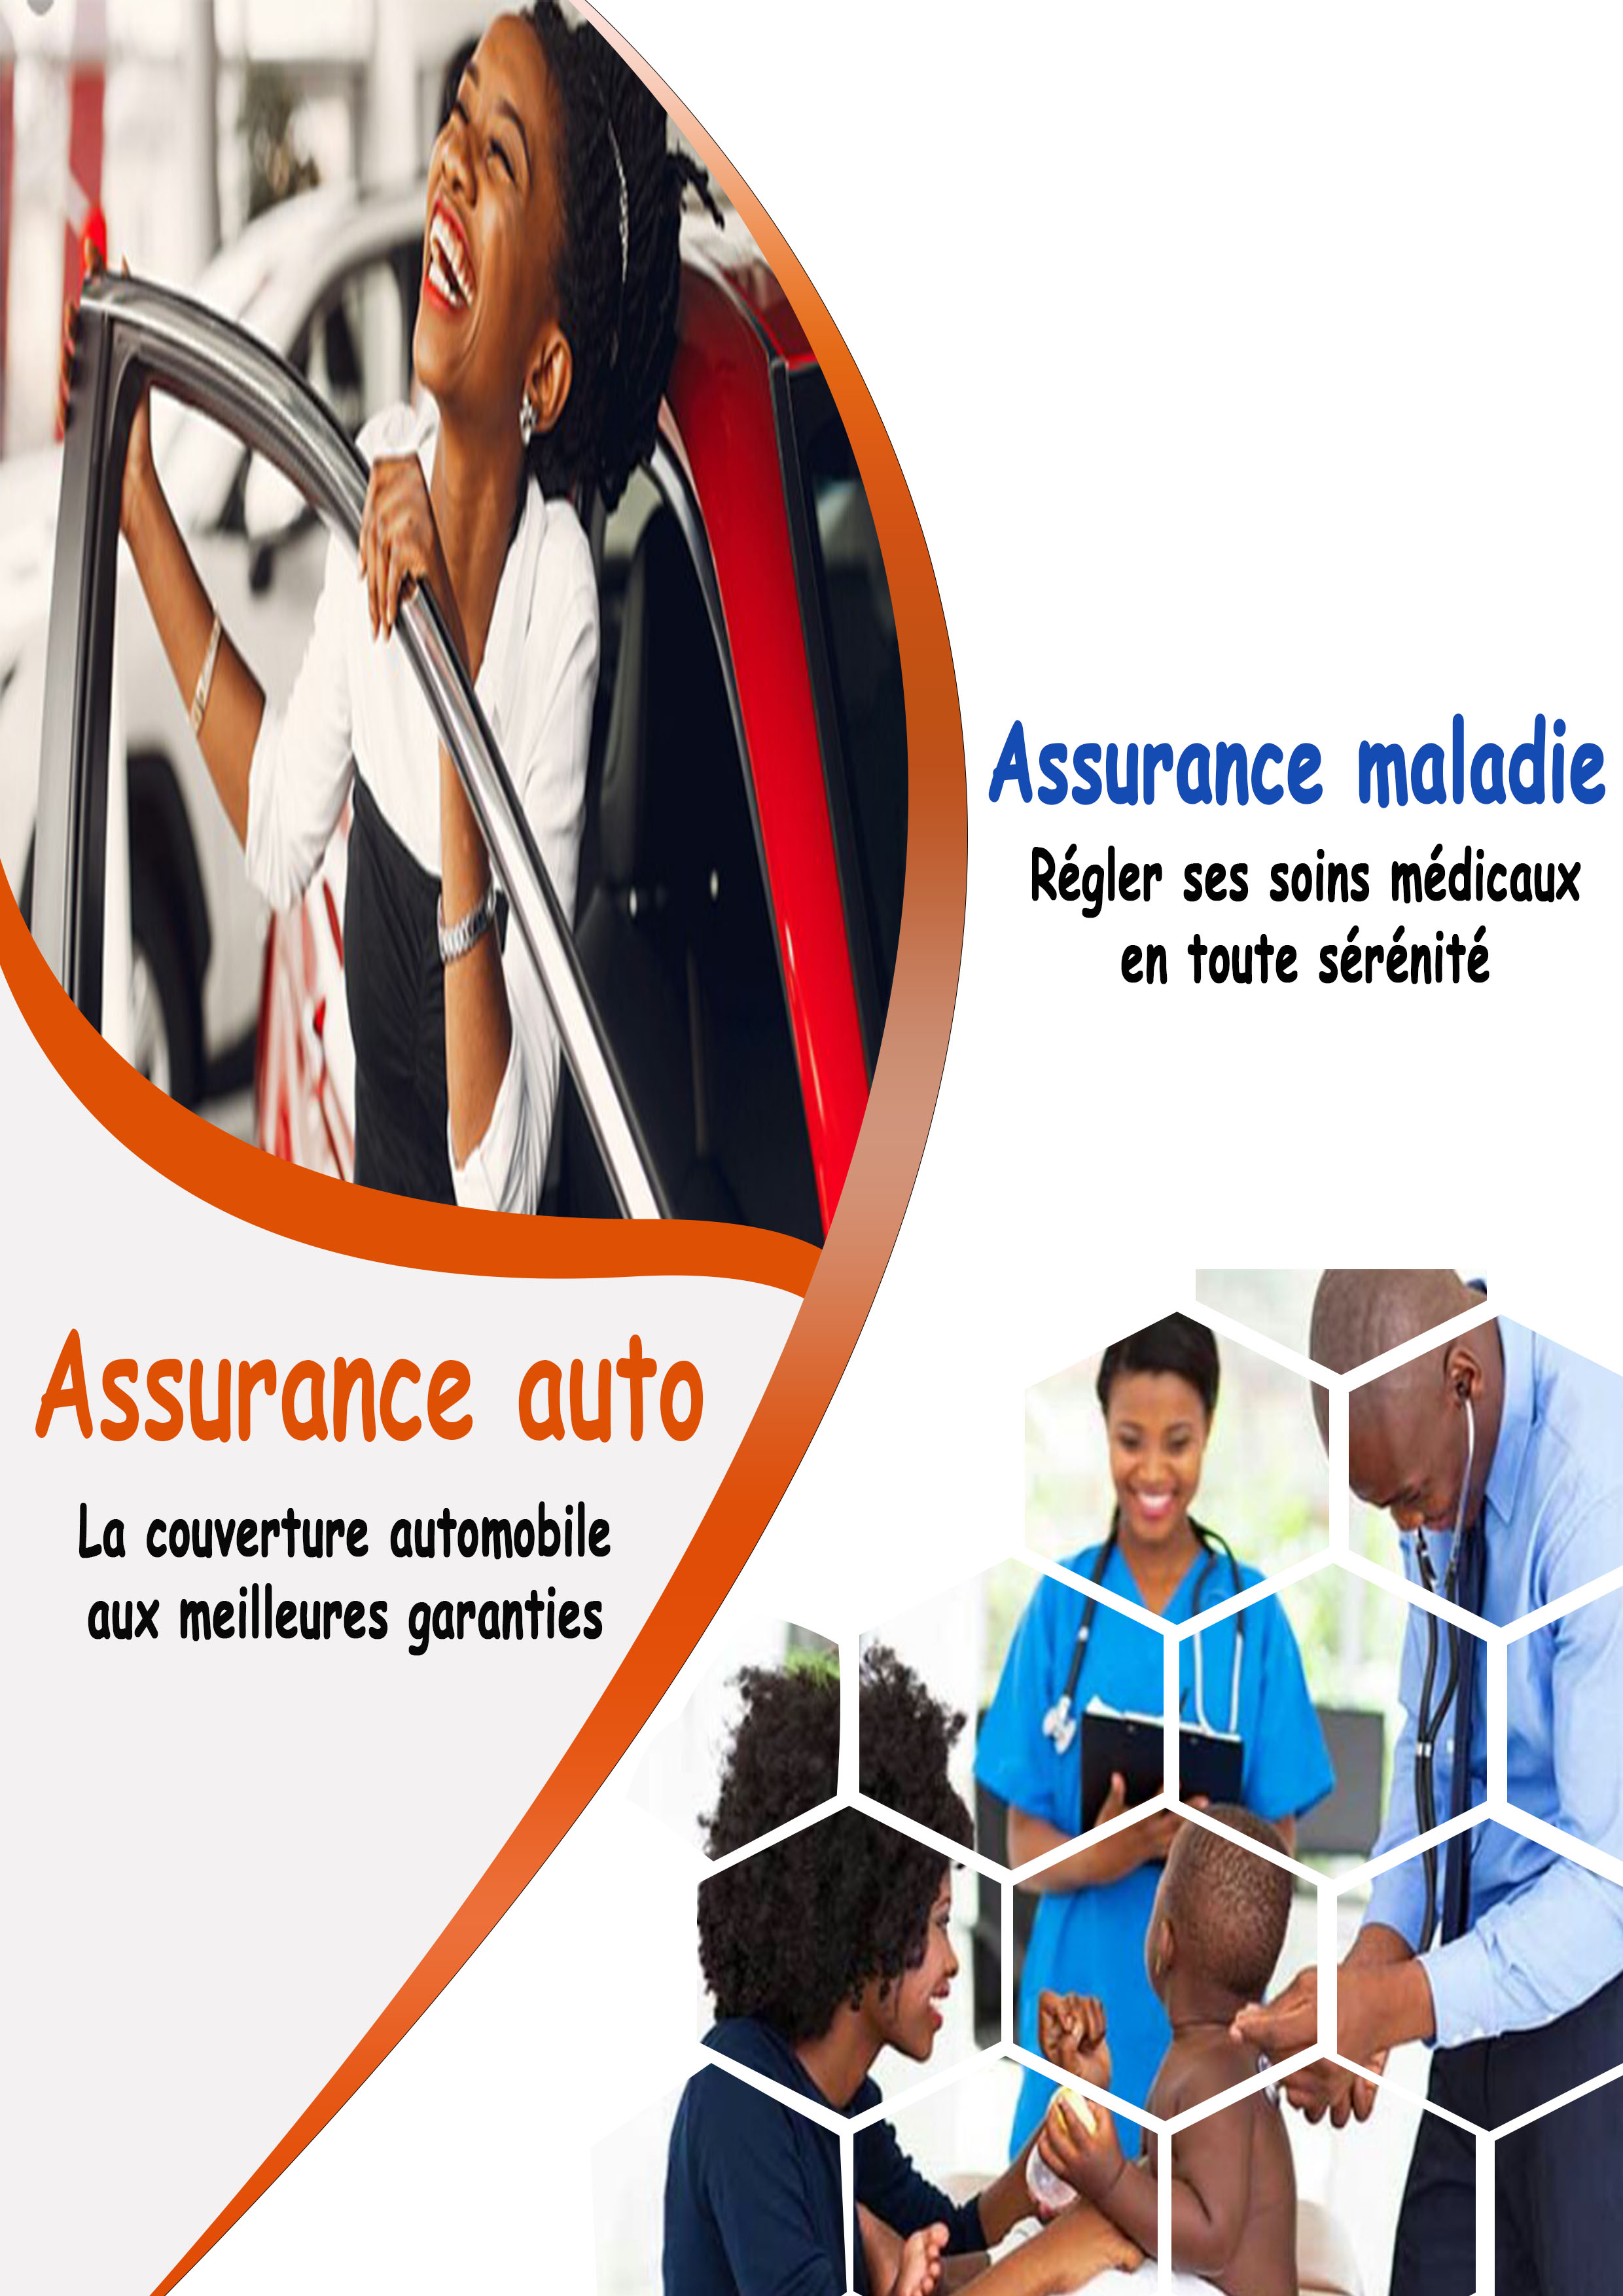 Assurance maladie
Régler ses soins médicaux
en toute sérénité
Assurance auto
La couverture automobile
aux meilleures garanties